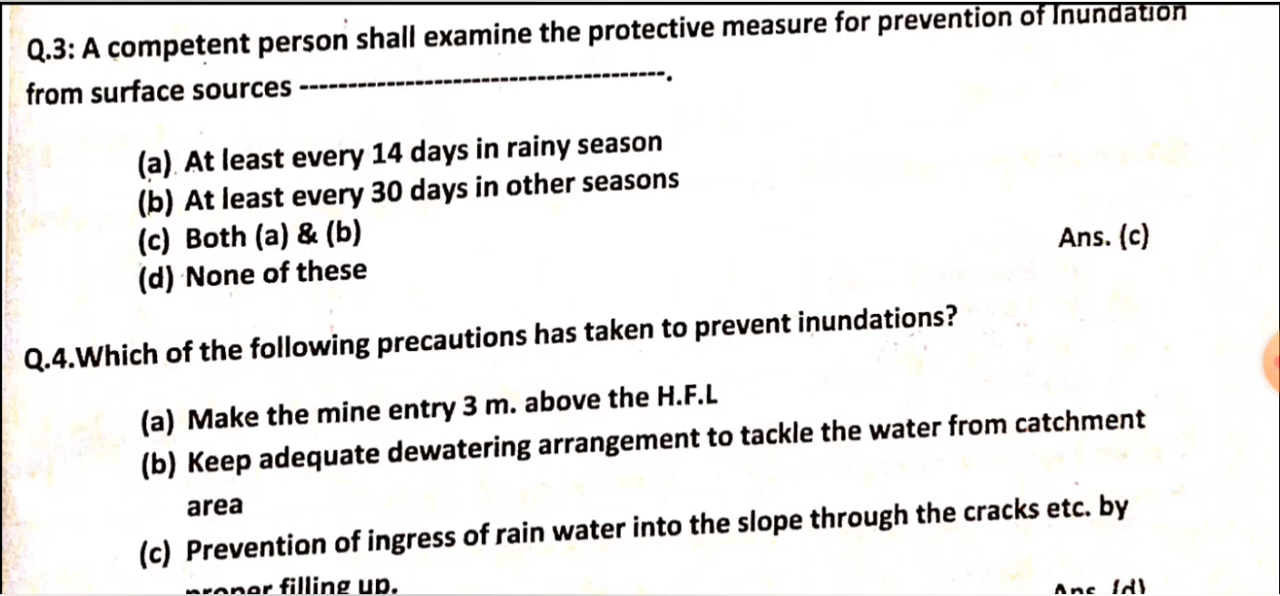 Q.3: A competent person shall examine the protective measure for prevention of Inundation
from surface sources ---------------------------------------.
(a) At least every 14 days in rainy season
(b) At least every 30 days in other seasons
(c) Both (a) & (b)
Ans. (c)
(d) None of these
Q.4.Which of the following precautions has taken to prevent inundations?
(a) Make the mine entry 3 m. above the H.F.L
(b) Keep adequate dewatering arrangement to tackle the water from catchment
area
(c) Prevention of ingress of rain water into the slope through the cracks etc. by
proper filling up.
Ans (d)